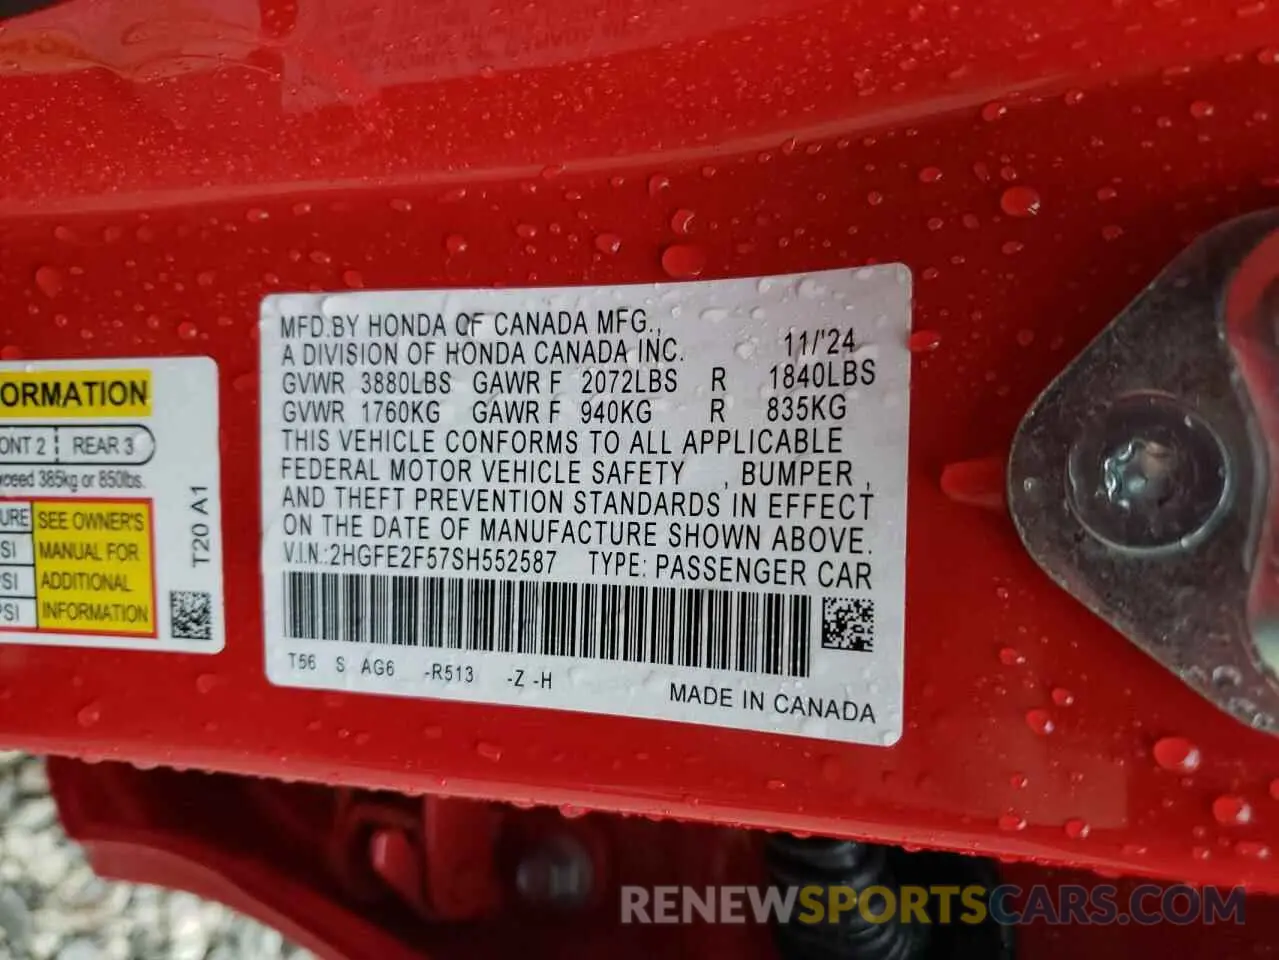 MFD.BY HONDA OF CANADA MFG.,
A DIVISION OF HONDA CANADA INC. 11/'24
GVWR 3880LBS GAWR F 2072LBS R 1840LBS
GVWR 1760KG GAWR F 940KG R 835KG
THIS VEHICLE CONFORMS TO ALL APPLICABLE
FEDERAL MOTOR VEHICLE SAFETY , BUMPER ,
AND THEFT PREVENTION STANDARDS IN EFFECT
ON THE DATE OF MANUFACTURE SHOWN ABOVE.
V.I.N.:2HGFE2F57SH552587 TYPE: PASSENGER CAR
T56 S AG6 -R513 -Z -H
MADE IN CANADA
ORMATION
ONT 2 REAR 3
xceed 385kg or 850lbs.
URE SEE OWNER'S
SI MANUAL FOR
PSI ADDITIONAL
PSI INFORMATION
T20 A1
RENEWSPORTSCARS.COM